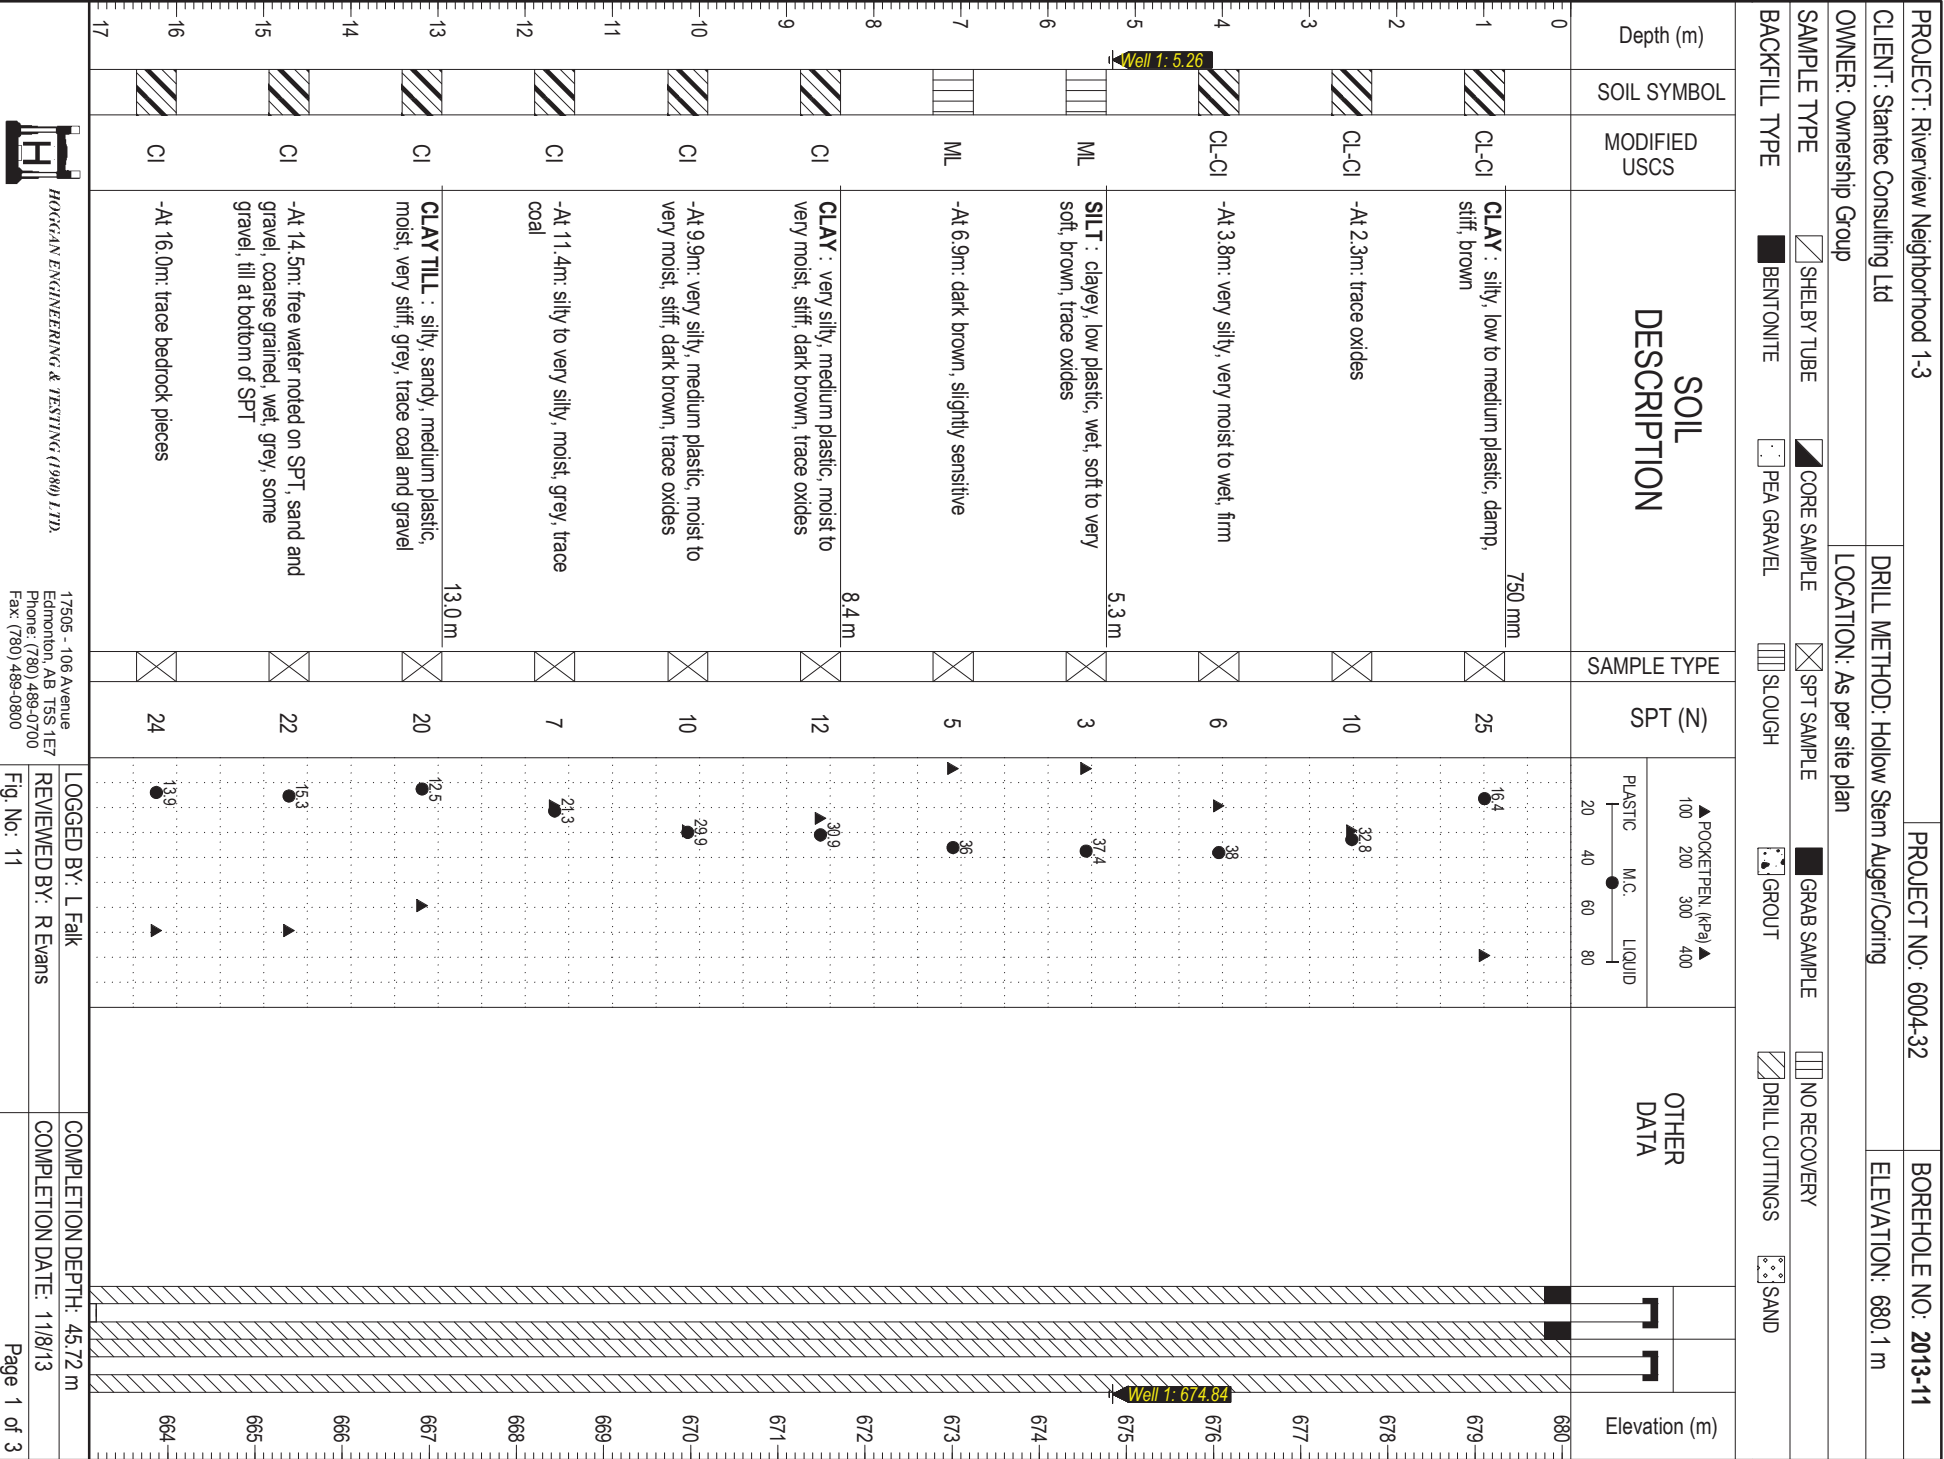 PROJECT: Riverview Neighborhood 1-3
PROJECT NO: 6004-32
BOREHOLE NO: 2013-11
CLIENT: Stantec Consulting Ltd
DRILL METHOD: Hollow Stem Auger/Coring
ELEVATION: 680.1 m
OWNER: Ownership Group
LOCATION: As per site plan
SAMPLE TYPE
SHELBY TUBE
CORE SAMPLE
SPT SAMPLE
GRAB SAMPLE
NO RECOVERY
BACKFILL TYPE
BENTONITE
PEA GRAVEL
SLOUGH
GROUT
DRILL CUTTINGS
SAND
Depth (m)
SOIL SYMBOL
MODIFIED
USCS
SOIL
DESCRIPTION
SAMPLE TYPE
SPT (N)
▲ POCKET PEN. (kPa) ▲
100 200 300 400
PLASTIC M.C. LIQUID
20 40 60 80
OTHER
DATA
Elevation (m)
0
680
750 mm
1
CL-CI
CLAY : silty, low to medium plastic, damp,
stiff, brown
25
16.4
679
2
678
CL-CI
-At 2.3m: trace oxides
10
32.8
3
677
4
CL-CI
-At 3.8m: very silty, very moist to wet, firm
6
38
676
5
Well 1: 5.26
Well 1: 674.84
675
5.3 m
ML
SILT : clayey, low plastic, wet, soft to very
soft, brown, trace oxides
3
37.4
6
674
7
ML
-At 6.9m: dark brown, slightly sensitive
5
36
673
8
672
8.4 m
CI
CLAY : very silty, medium plastic, moist to
very moist, stiff, dark brown, trace oxides
12
30.9
9
671
10
CI
-At 9.9m: very silty, medium plastic, moist to
very moist, stiff, dark brown, trace oxides
10
29.9
670
11
669
CI
-At 11.4m: silty to very silty, moist, grey, trace
coal
7
21.3
12
668
13
13.0 m
CI
CLAY TILL : silty, sandy, medium plastic,
moist, very stiff, grey, trace coal and gravel
20
12.5
667
14
666
CI
-At 14.5m: free water noted on SPT, sand and
gravel, coarse grained, wet, grey, some
gravel, till at bottom of SPT
22
15.3
15
665
16
CI
-At 16.0m: trace bedrock pieces
24
13.9
664
17
H
HOGGAN ENGINEERING & TESTING (1980) LTD.
17505 - 106 Avenue
Edmonton, AB T5S 1E7
Phone: (780) 489-0700
Fax: (780) 489-0800
LOGGED BY: L Falk
COMPLETION DEPTH: 45.72 m
REVIEWED BY: R Evans
COMPLETION DATE: 11/8/13
Fig. No: 11
Page 1 of 3